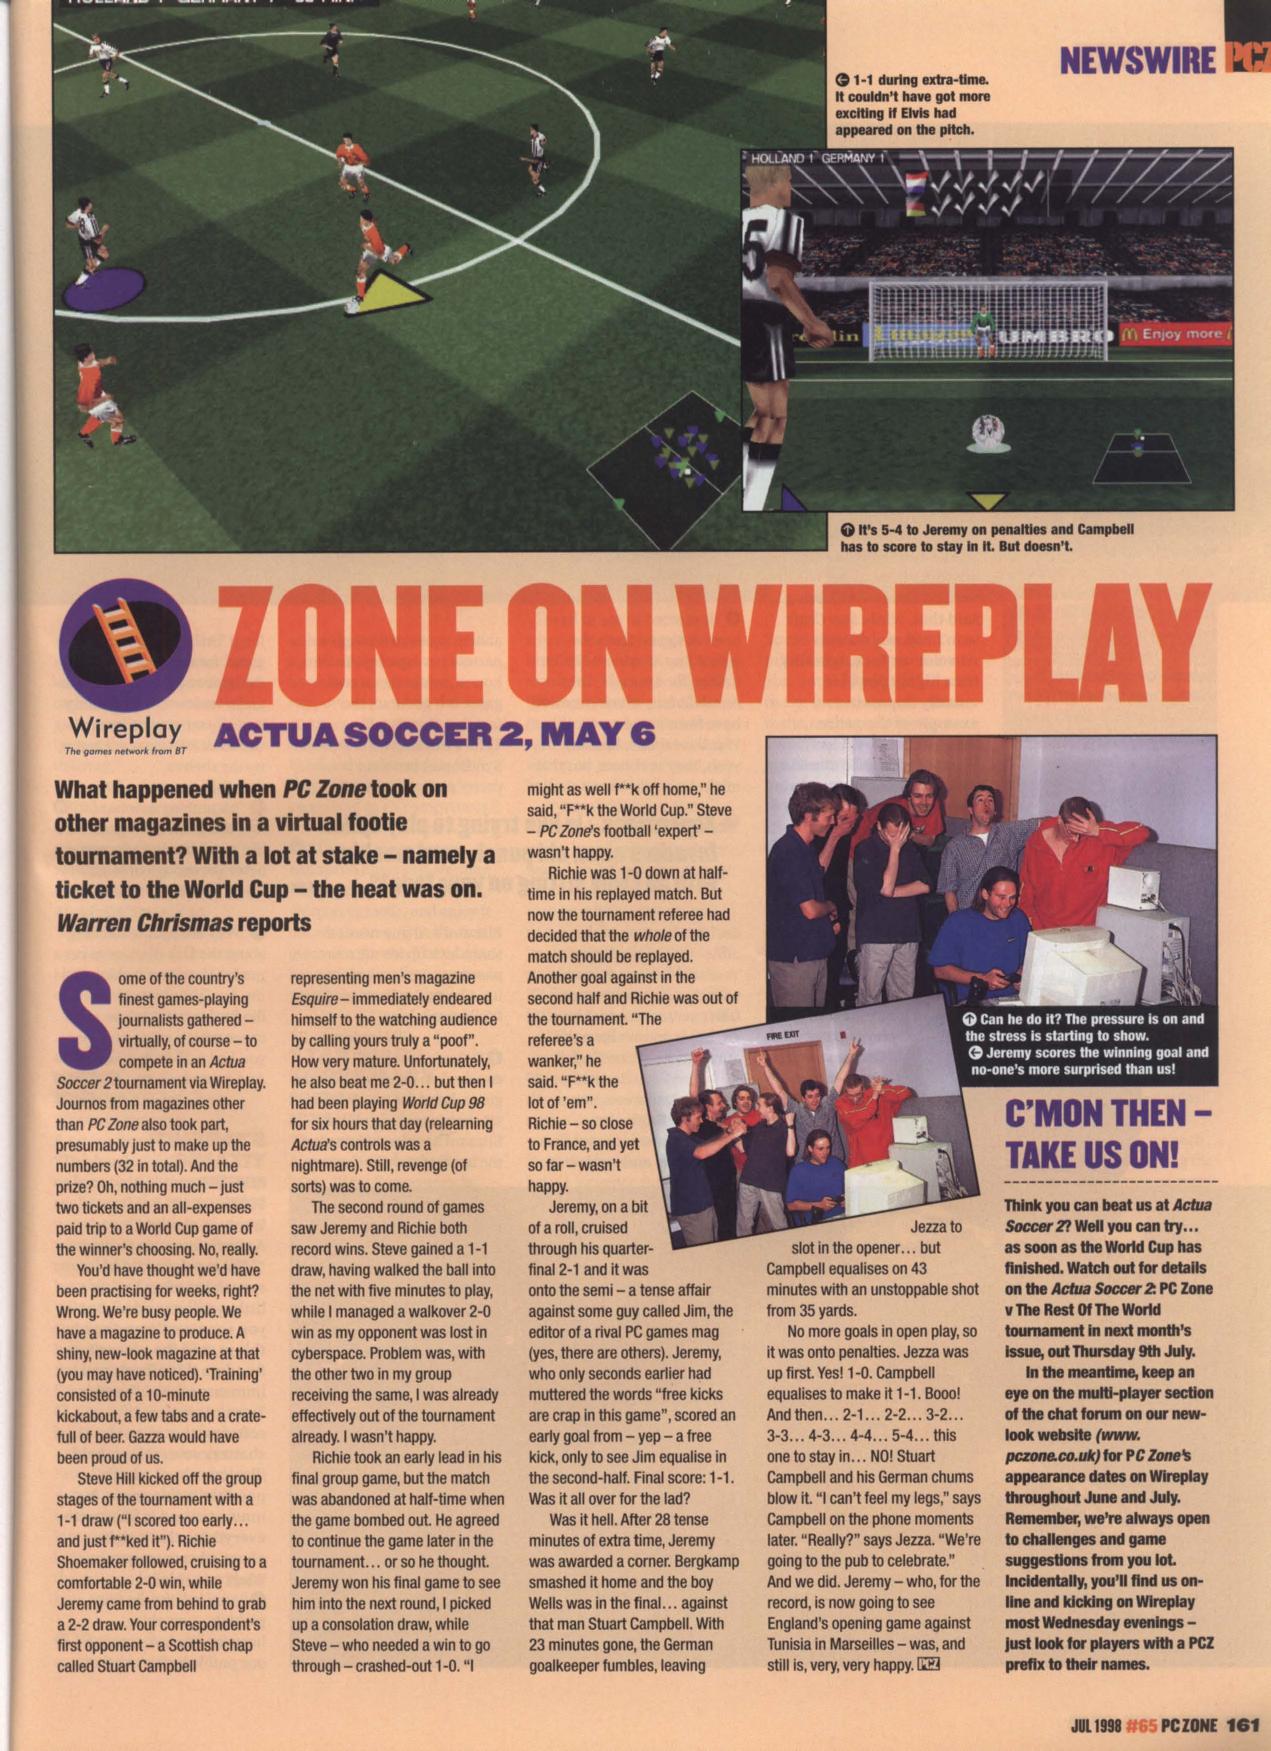 NEWSWIRE PCZ
1-1 during extra-time.
It couldn't have got more
exciting if Elvis had
appeared on the pitch.
HOLLAND 1 GERMANY 1
5
UMBRO
Enjoy more
It's 5-4 to Jeremy on penalties and Campbell
has to score to stay in it. But doesn't.
Wireplay
The games network from BT
ZONE ON WIREPLAY
ACTUA SOCCER 2, MAY 6
What happened when PC Zone took on
other magazines in a virtual footie
tournament? With a lot at stake – namely a
ticket to the World Cup – the heat was on.
Warren Chrismas reports
Some of the country's
finest games-playing
journalists gathered –
virtually, of course – to
compete in an Actua
Soccer 2 tournament via Wireplay.
Journos from magazines other
than PC Zone also took part,
presumably just to make up the
numbers (32 in total). And the
prize? Oh, nothing much – just
two tickets and an all-expenses
paid trip to a World Cup game of
the winner's choosing. No, really.
You'd have thought we'd have
been practising for weeks, right?
Wrong. We're busy people. We
have a magazine to produce. A
shiny, new-look magazine at that
(you may have noticed). 'Training'
consisted of a 10-minute
kickabout, a few tabs and a crate-
full of beer. Gazza would have
been proud of us.
Steve Hill kicked off the group
stages of the tournament with a
1-1 draw ("I scored too early...
and just f**ked it"). Richie
Shoemaker followed, cruising to a
comfortable 2-0 win, while
Jeremy came from behind to grab
a 2-2 draw. Your correspondent's
first opponent – a Scottish chap
called Stuart Campbell
representing men's magazine
Esquire – immediately endeared
himself to the watching audience
by calling yours truly a "poof".
How very mature. Unfortunately,
he also beat me 2-0... but then I
had been playing World Cup 98
for six hours that day (relearning
Actua's controls was a
nightmare). Still, revenge (of
sorts) was to come.
The second round of games
saw Jeremy and Richie both
record wins. Steve gained a 1-1
draw, having walked the ball into
the net with five minutes to play,
while I managed a walkover 2-0
win as my opponent was lost in
cyberspace. Problem was, with
the other two in my group
receiving the same, I was already
effectively out of the tournament
already. I wasn't happy.
Richie took an early lead in his
final group game, but the match
was abandoned at half-time when
the game bombed out. He agreed
to continue the game later in the
tournament... or so he thought.
Jeremy won his final game to see
him into the next round, I picked
up a consolation draw, while
Steve – who needed a win to go
through – crashed-out 1-0. "I
might as well f**k off home," he
said, "F**k the World Cup." Steve
– PC Zone's football 'expert' –
wasn't happy.
Richie was 1-0 down at half-
time in his replayed match. But
now the tournament referee had
decided that the whole of the
match should be replayed.
Another goal against in the
second half and Richie was out of
the tournament. "The
referee's a
wanker," he
said. "F**k the
lot of 'em".
Richie – so close
to France, and yet
so far – wasn't
happy.
Jeremy, on a bit
of a roll, cruised
through his quarter-
final 2-1 and it was
onto the semi – a tense affair
against some guy called Jim, the
editor of a rival PC games mag
(yes, there are others). Jeremy,
who only seconds earlier had
muttered the words "free kicks
are crap in this game", scored an
early goal from – yep – a free
kick, only to see Jim equalise in
the second-half. Final score: 1-1.
Was it all over for the lad?
Was it hell. After 28 tense
minutes of extra time, Jeremy
was awarded a corner. Bergkamp
smashed it home and the boy
Wells was in the final... against
that man Stuart Campbell. With
23 minutes gone, the German
goalkeeper fumbles, leaving
Jezza to
slot in the opener... but
Campbell equalises on 43
minutes with an unstoppable shot
from 35 yards.
No more goals in open play, so
it was onto penalties. Jezza was
up first. Yes! 1-0. Campbell
equalises to make it 1-1. Booo!
And then... 2-1... 2-2... 3-2...
3-3... 4-3... 4-4... 5-4... this
one to stay in... NO! Stuart
Campbell and his German chums
blow it. "I can't feel my legs," says
Campbell on the phone moments
later. "Really?" says Jezza. "We're
going to the pub to celebrate."
And we did. Jeremy – who, for the
record, is now going to see
England's opening game against
Tunisia in Marseilles – was, and
still is, very, very happy. PCZ
FIRE EXIT
Can he do it? The pressure is on and
the stress is starting to show.
Jeremy scores the winning goal and
no-one's more surprised than us!
C'MON THEN –
TAKE US ON!
Think you can beat us at Actua
Soccer 2? Well you can try...
as soon as the World Cup has
finished. Watch out for details
on the Actua Soccer 2: PC Zone
v The Rest Of The World
tournament in next month's
issue, out Thursday 9th July.
In the meantime, keep an
eye on the multi-player section
of the chat forum on our new-
look website (www.
pczone.co.uk) for PC Zone's
appearance dates on Wireplay
throughout June and July.
Remember, we're always open
to challenges and game
suggestions from you lot.
Incidentally, you'll find us on-
line and kicking on Wireplay
most Wednesday evenings –
just look for players with a PCZ
prefix to their names.
JUL 1998 #65 PC ZONE 161